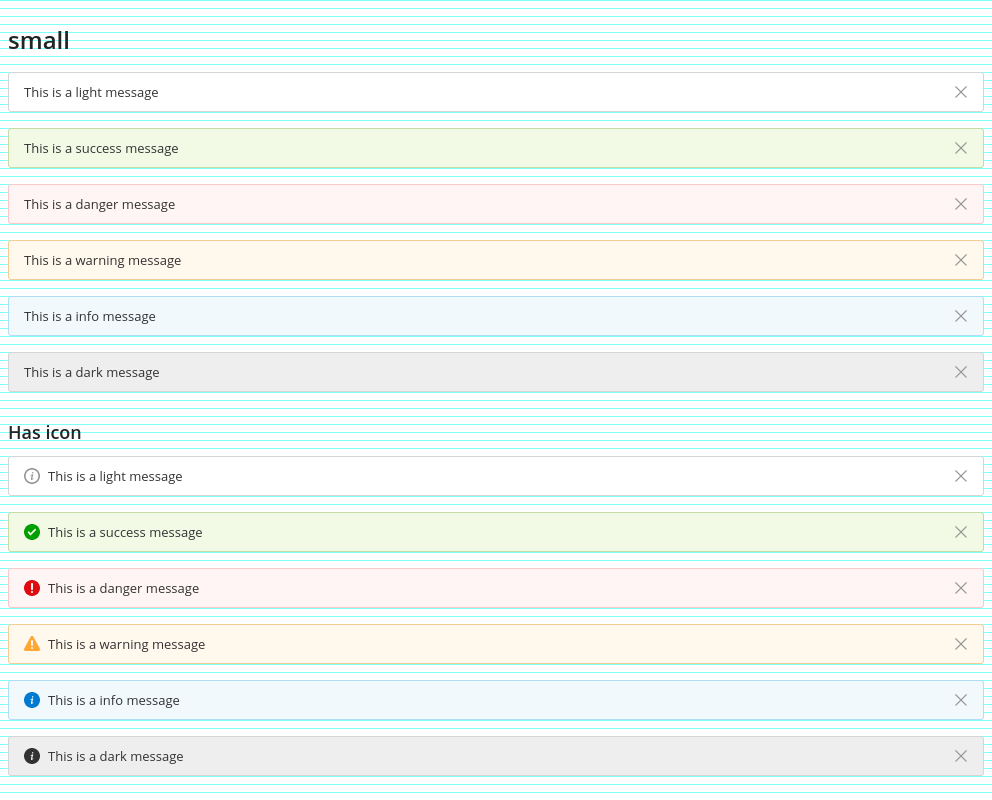 small
This is a light message
This is a success message
This is a danger message
This is a warning message
This is a info message
This is a dark message
Has icon
This is a light message
This is a success message
This is a danger message
This is a warning message
This is a info message
This is a dark message